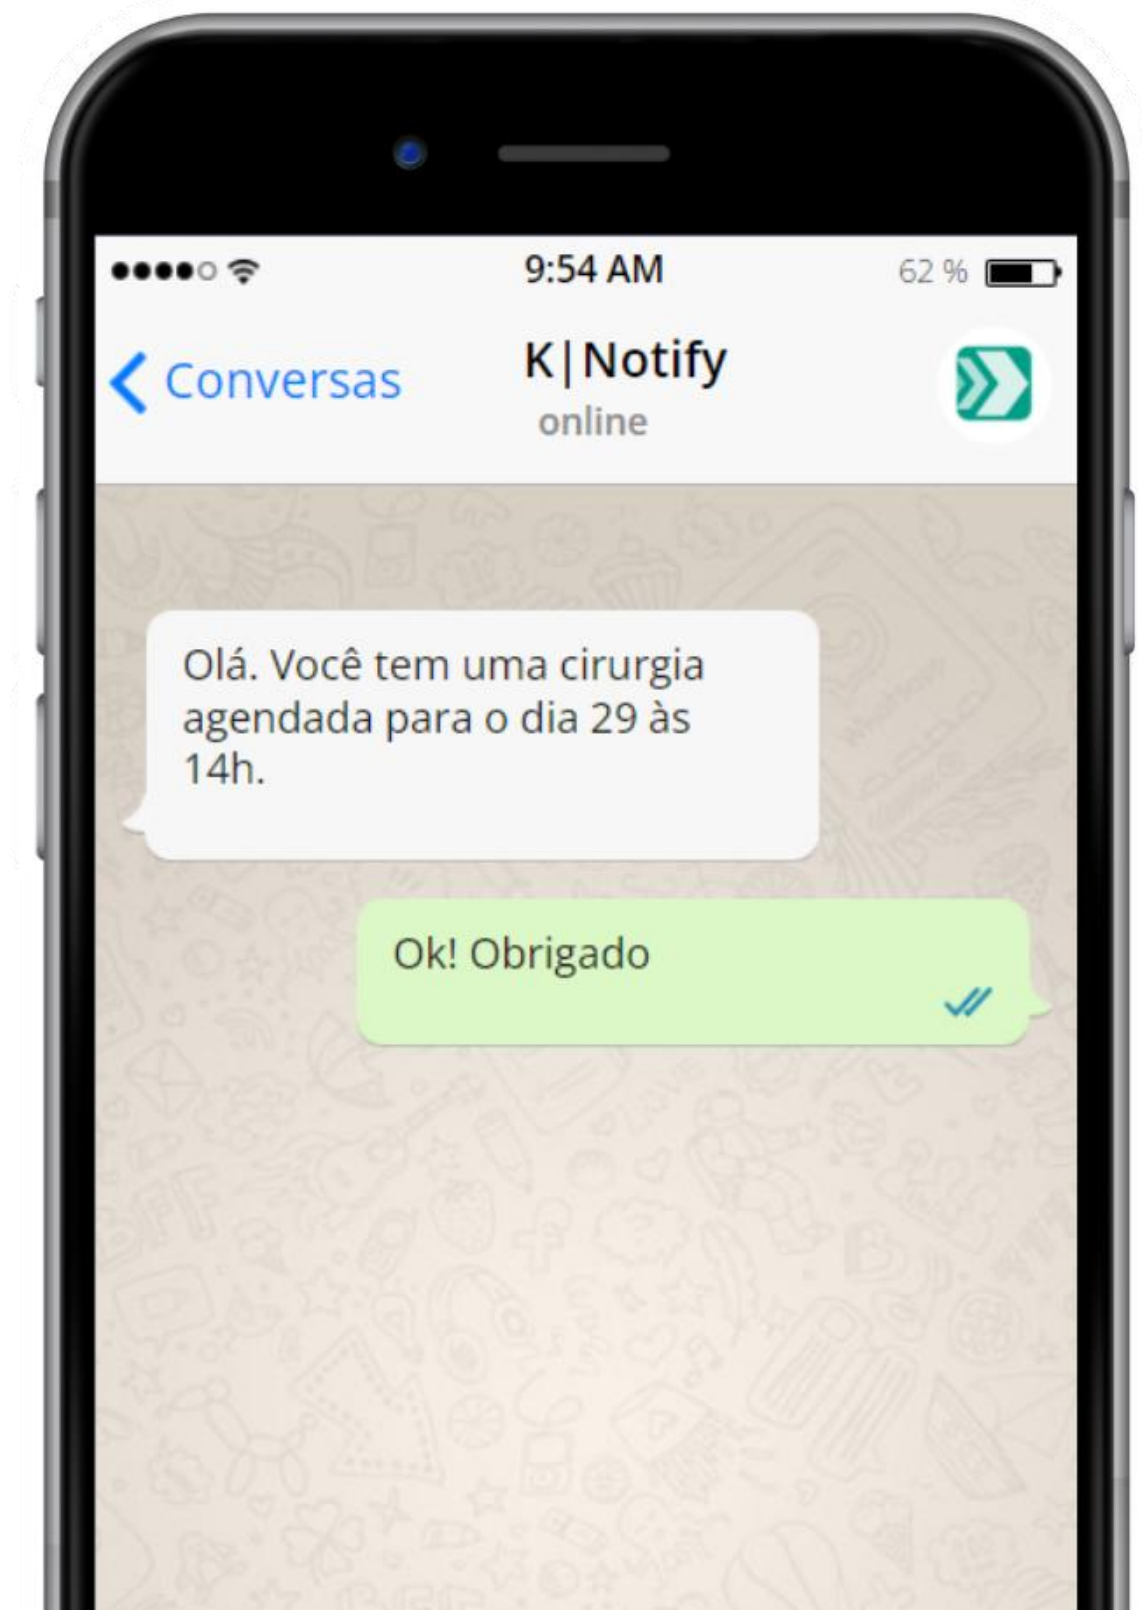 9:54 AM
62 %
Conversas
K|Notify
online
Olá. Você tem uma cirurgia
agendada para o dia 29 às
14h.
Ok! Obrigado